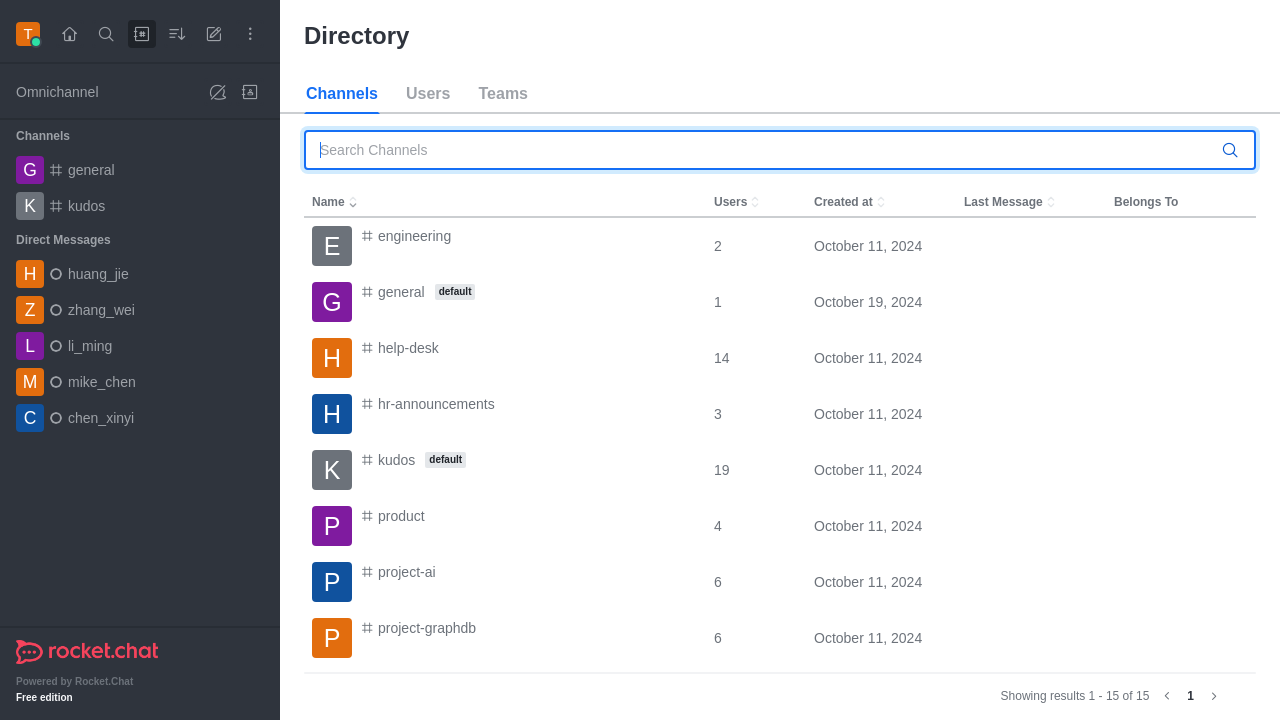 T
Directory
Channels Users Teams
Search Channels
Omnichannel
Channels
G general
K kudos
Direct Messages
H huang_jie
Z zhang_wei
L li_ming
M mike_chen
C chen_xinyi
rocket.chat
Powered by Rocket.Chat
Free edition
Name Users Created at Last Message Belongs To
E engineering 2 October 11, 2024
G general default 1 October 19, 2024
H help-desk 14 October 11, 2024
H hr-announcements 3 October 11, 2024
K kudos default 19 October 11, 2024
P product 4 October 11, 2024
P project-ai 6 October 11, 2024
P project-graphdb 6 October 11, 2024
Showing results 1 - 15 of 15 1